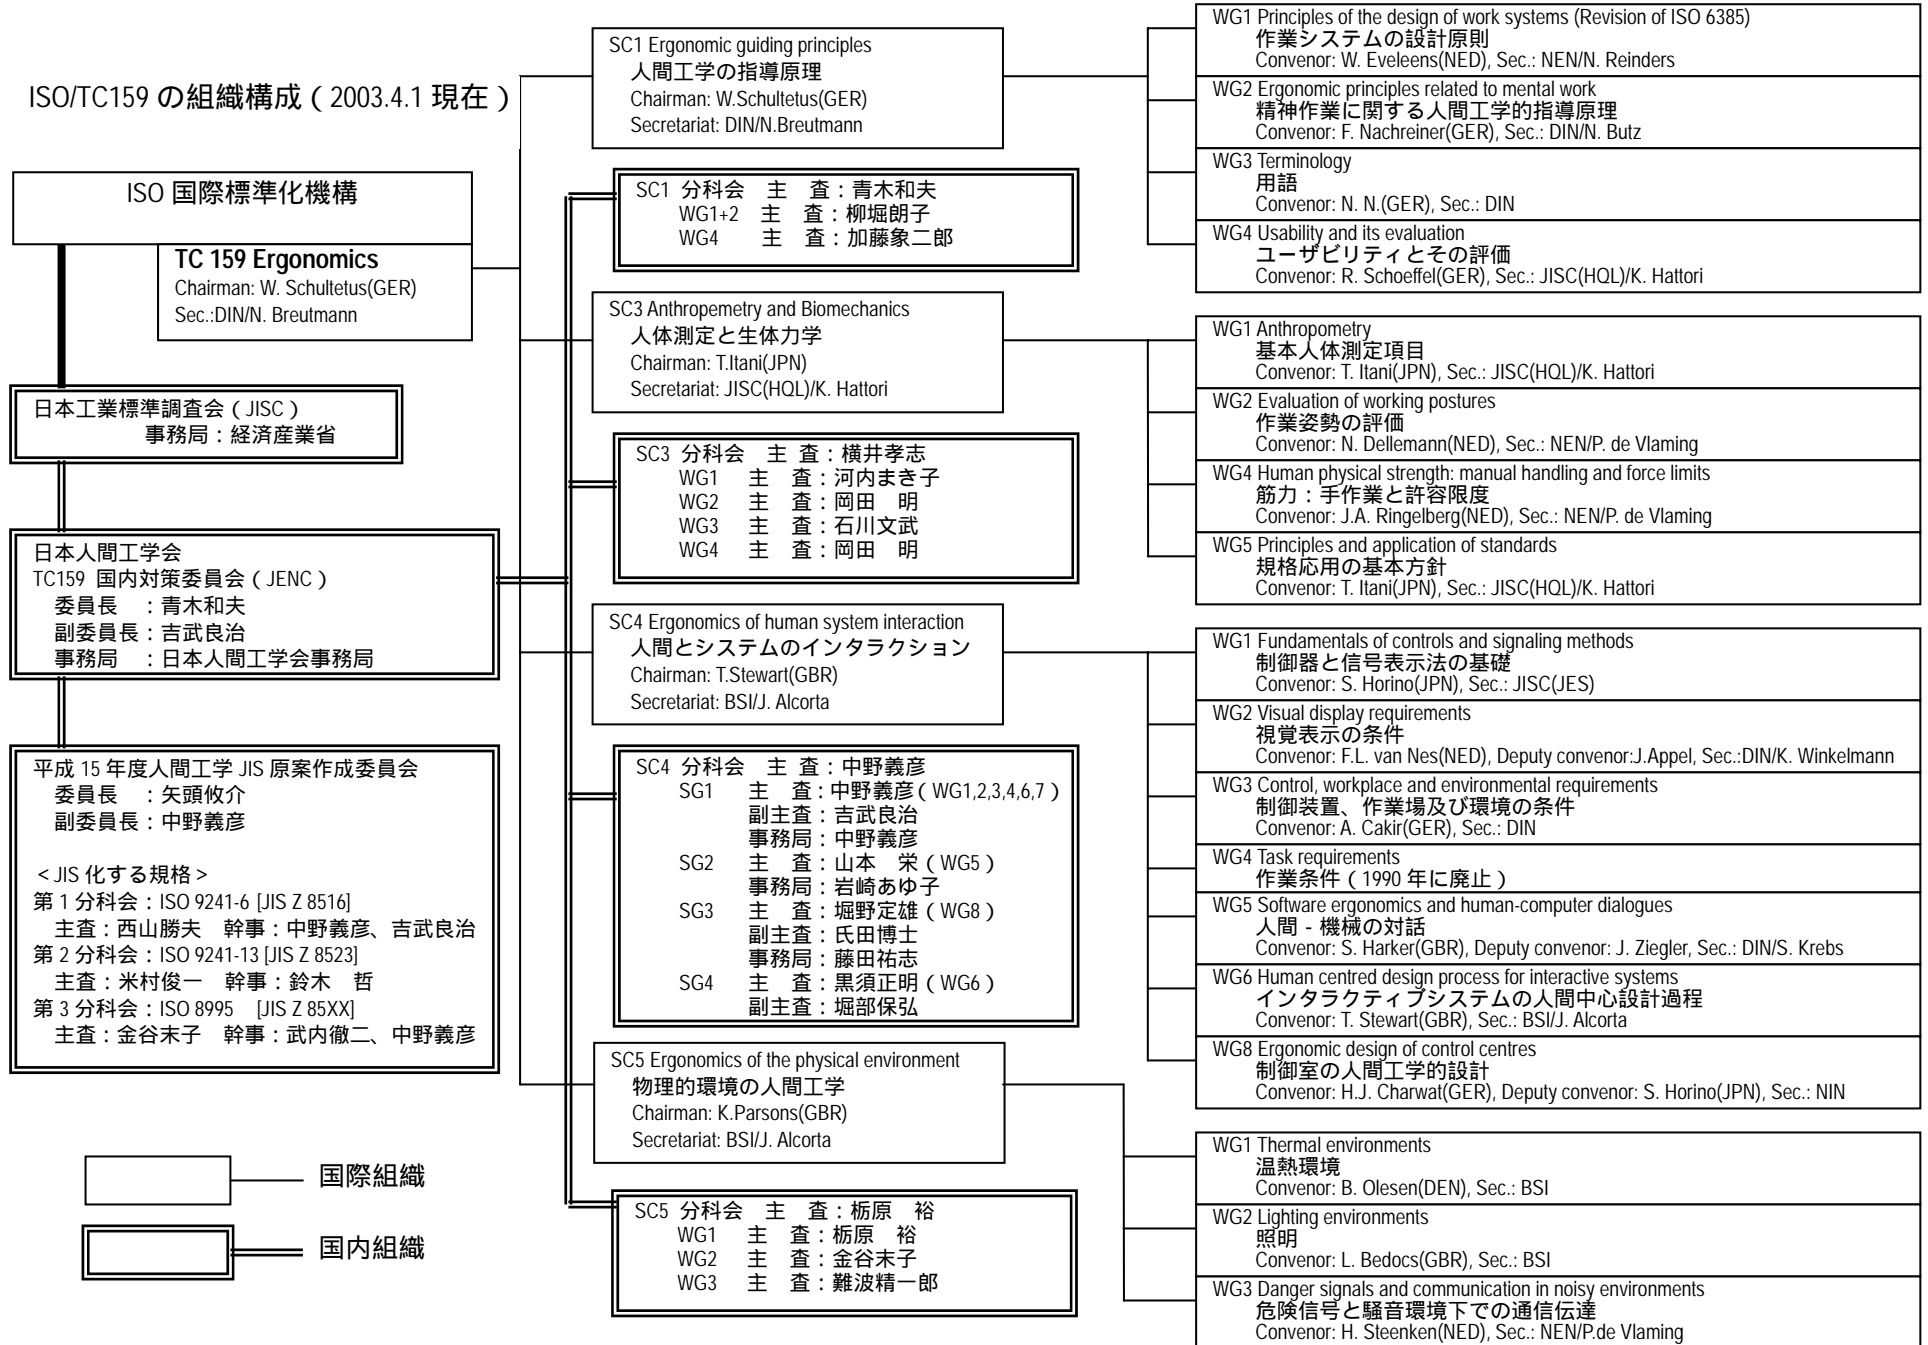 ISO/TC159 の組織構成（2003.4.1 現在）
ISO 国際標準化機構
TC 159 Ergonomics
Chairman: W. Schultetus(GER)
Sec.:DIN/N. Breutmann
日本工業標準調査会（JISC）
事務局：経済産業省
日本人間工学会
TC159 国内対策委員会（JENC）
委員長　：青木和夫
副委員長：吉武良治
事務局　：日本人間工学会事務局
平成 15 年度人間工学 JIS 原案作成委員会
委員長　：矢頭攸介
副委員長：中野義彦
＜JIS 化する規格＞
第 1 分科会：ISO 9241-6 [JIS Z 8516]
主査：西山勝夫　幹事：中野義彦、吉武良治
第 2 分科会：ISO 9241-13 [JIS Z 8523]
主査：米村俊一　幹事：鈴木　哲
第 3 分科会：ISO 8995　[JIS Z 85XX]
主査：金谷末子　幹事：武内徹二、中野義彦
国際組織
国内組織
SC1 Ergonomic guiding principles
人間工学の指導原理
Chairman: W.Schultetus(GER)
Secretariat: DIN/N.Breutmann
SC1 分科会　主　査：青木和夫
WG1+2　主　査：柳堀朗子
WG4　主　査：加藤象二郎
SC3 Anthropemetry and Biomechanics
人体測定と生体力学
Chairman: T.Itani(JPN)
Secretariat: JISC(HQL)/K. Hattori
SC3 分科会　主 査：横井孝志
WG1　主　査：河内まき子
WG2　主　査：岡田　明
WG3　主　査：石川文武
WG4　主　査：岡田　明
SC4 Ergonomics of human system interaction
人間とシステムのインタラクション
Chairman: T.Stewart(GBR)
Secretariat: BSI/J. Alcorta
SC4 分科会　主　査：中野義彦
SG1　主　査：中野義彦（WG1,2,3,4,6,7）
副主査：吉武良治
事務局：中野義彦
SG2　主　査：山本　栄（WG5）
事務局：岩崎あゆ子
SG3　主　査：堀野定雄（WG8）
副主査：氏田博士
事務局：藤田祐志
SG4　主　査：黒須正明（WG6）
副主査：堀部保弘
SC5 Ergonomics of the physical environment
物理的環境の人間工学
Chairman: K.Parsons(GBR)
Secretariat: BSI/J. Alcorta
SC5 分科会　主　査：栃原　裕
WG1　主　査：栃原　裕
WG2　主　査：金谷末子
WG3　主　査：難波精一郎
WG1 Principles of the design of work systems (Revision of ISO 6385)
作業システムの設計原則
Convenor: W. Eveleens(NED), Sec.: NEN/N. Reinders
WG2 Ergonomic principles related to mental work
精神作業に関する人間工学的指導原理
Convenor: F. Nachreiner(GER), Sec.: DIN/N. Butz
WG3 Terminology
用語
Convenor: N. N.(GER), Sec.: DIN
WG4 Usability and its evaluation
ユーザビリティとその評価
Convenor: R. Schoeffel(GER), Sec.: JISC(HQL)/K. Hattori
WG1 Anthropometry
基本人体測定項目
Convenor: T. Itani(JPN), Sec.: JISC(HQL)/K. Hattori
WG2 Evaluation of working postures
作業姿勢の評価
Convenor: N. Dellemann(NED), Sec.: NEN/P. de Vlaming
WG4 Human physical strength: manual handling and force limits
筋力：手作業と許容限度
Convenor: J.A. Ringelberg(NED), Sec.: NEN/P. de Vlaming
WG5 Principles and application of standards
規格応用の基本方針
Convenor: T. Itani(JPN), Sec.: JISC(HQL)/K. Hattori
WG1 Fundamentals of controls and signaling methods
制御器と信号表示法の基礎
Convenor: S. Horino(JPN), Sec.: JISC(JES)
WG2 Visual display requirements
視覚表示の条件
Convenor: F.L. van Nes(NED), Deputy convenor:J.Appel, Sec.:DIN/K. Winkelmann
WG3 Control, workplace and environmental requirements
制御装置、作業場及び環境の条件
Convenor: A. Cakir(GER), Sec.: DIN
WG4 Task requirements
作業条件（1990 年に廃止）
WG5 Software ergonomics and human-computer dialogues
人間 - 機械の対話
Convenor: S. Harker(GBR), Deputy convenor: J. Ziegler, Sec.: DIN/S. Krebs
WG6 Human centred design process for interactive systems
インタラクティブシステムの人間中心設計過程
Convenor: T. Stewart(GBR), Sec.: BSI/J. Alcorta
WG8 Ergonomic design of control centres
制御室の人間工学的設計
Convenor: H.J. Charwat(GER), Deputy convenor: S. Horino(JPN), Sec.: NIN
WG1 Thermal environments
温熱環境
Convenor: B. Olesen(DEN), Sec.: BSI
WG2 Lighting environments
照明
Convenor: L. Bedocs(GBR), Sec.: BSI
WG3 Danger signals and communication in noisy environments
危険信号と騒音環境下での通信伝達
Convenor: H. Steenken(NED), Sec.: NEN/P.de Vlaming